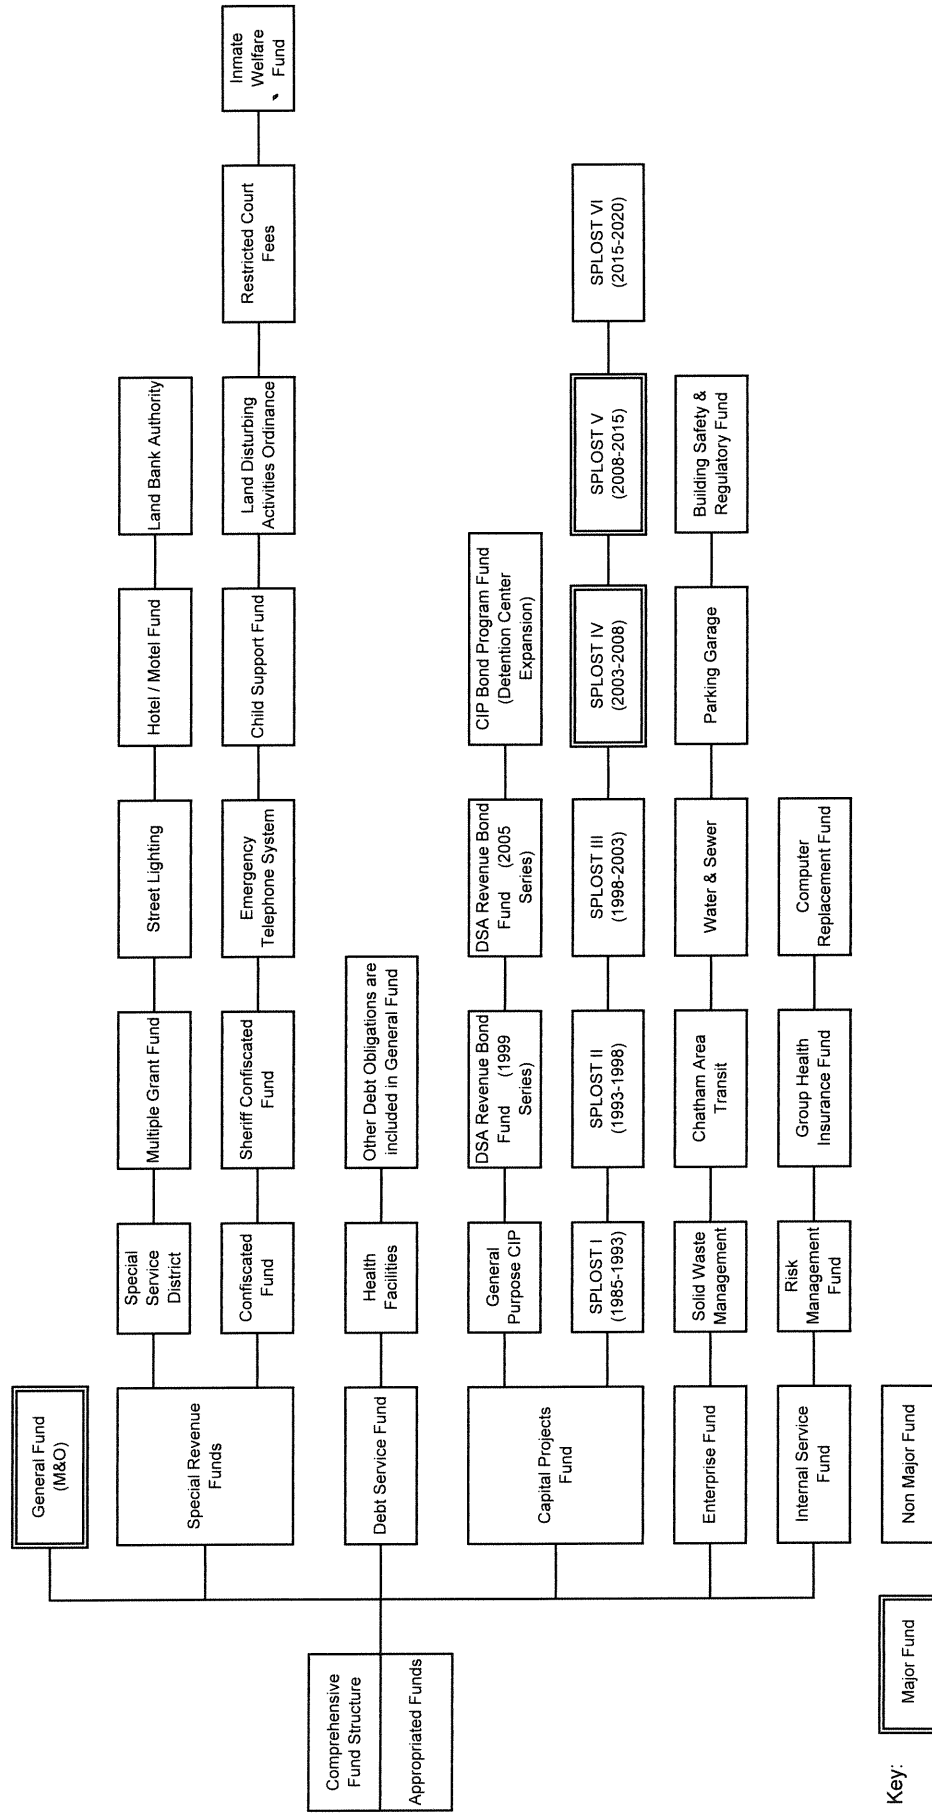 Comprehensive
Fund Structure
Appropriated Funds
General Fund
(M&O)
Special Revenue
Funds
Special
Service
District
Multiple Grant Fund
Street Lighting
Hotel / Motel Fund
Land Bank Authority
Confiscated
Fund
Sheriff Confiscated
Fund
Emergency
Telephone System
Child Support Fund
Land Disturbing
Activities Ordinance
Restricted Court
Fees
Inmate
Welfare
Fund
Debt Service Fund
Health
Facilities
Other Debt Obligations are
included in General Fund
Capital Projects
Fund
General
Purpose CIP
DSA Revenue Bond
Fund (1999
Series)
DSA Revenue Bond
Fund (2005
Series)
CIP Bond Program Fund
(Detention Center
Expansion)
SPLOST I
(1985-1993)
SPLOST II
(1993-1998)
SPLOST III
(1998-2003)
SPLOST IV
(2003-2008)
SPLOST V
(2008-2015)
SPLOST VI
(2015-2020)
Enterprise Fund
Solid Waste
Management
Chatham Area
Transit
Water & Sewer
Parking Garage
Building Safety &
Regulatory Fund
Internal Service
Fund
Risk
Management
Fund
Group Health
Insurance Fund
Computer
Replacement Fund
Key:
Major Fund
Non Major Fund